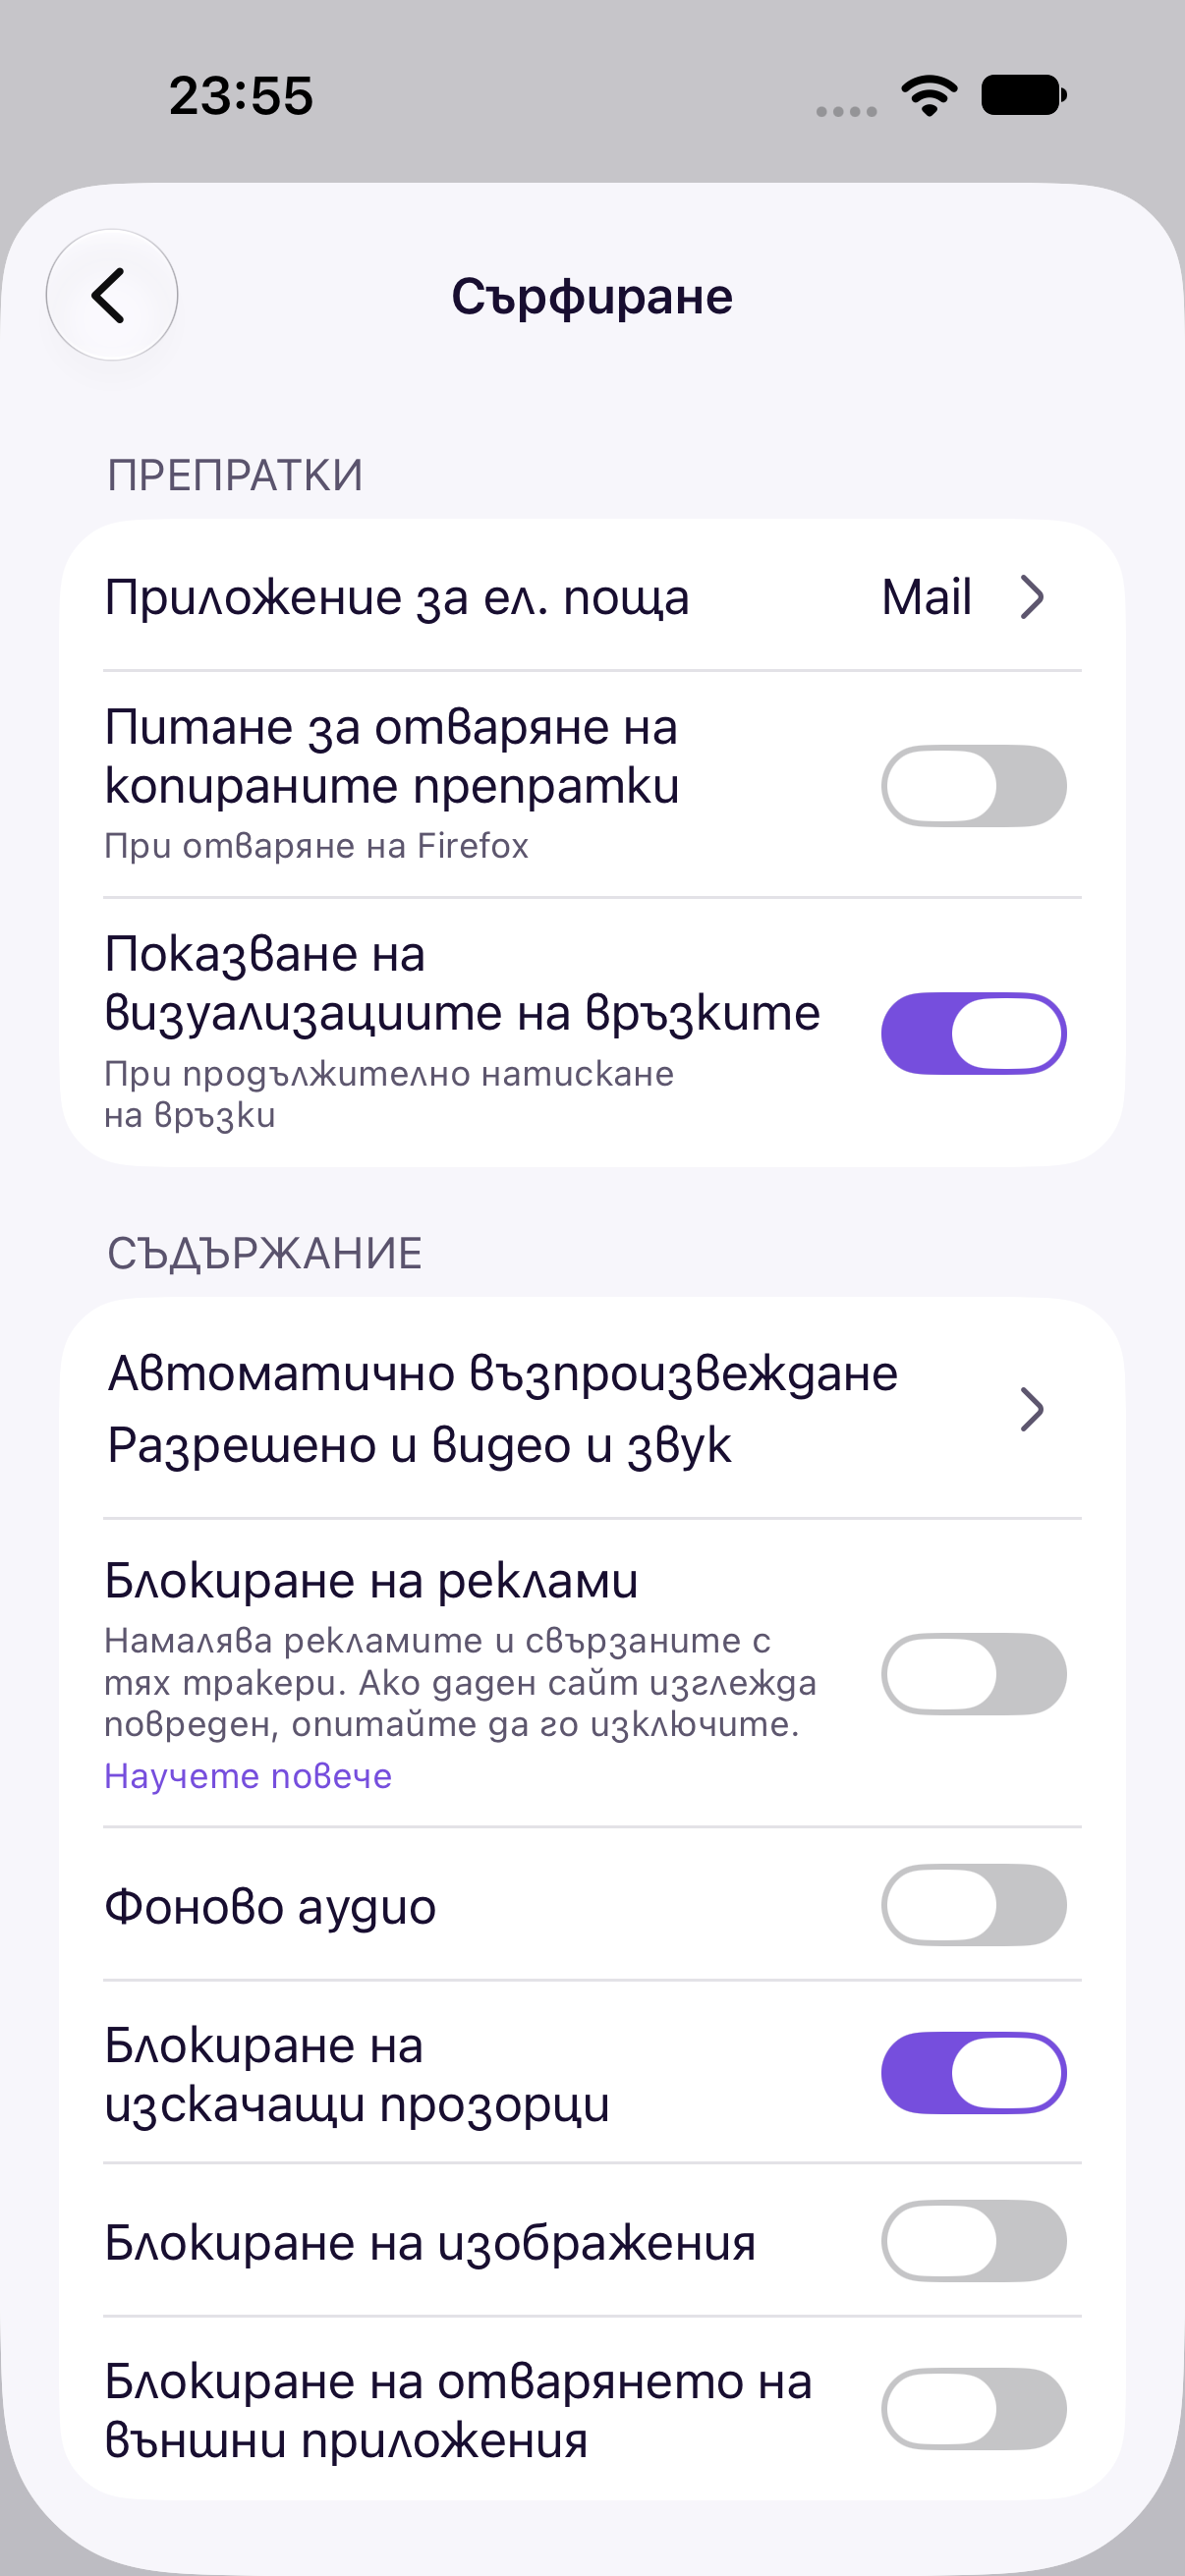 23:55
Сърфиране
ПРЕПРАТКИ
Приложение за ел. поща Mail
Питане за отваряне на
копираните препратки
При отваряне на Firefox
Показване на
визуализациите на връзките
При продължително натискане
на връзки
СЪДЪРЖАНИЕ
Автоматично възпроизвеждане
Разрешено и видео и звук
Блокиране на реклами
Намалява рекламите и свързаните с
тях тракери. Ако даден сайт изглежда
повреден, опитайте да го изключите.
Научете повече
Фоново аудио
Блокиране на
изскачащи прозорци
Блокиране на изображения
Блокиране на отварянето на
външни приложения